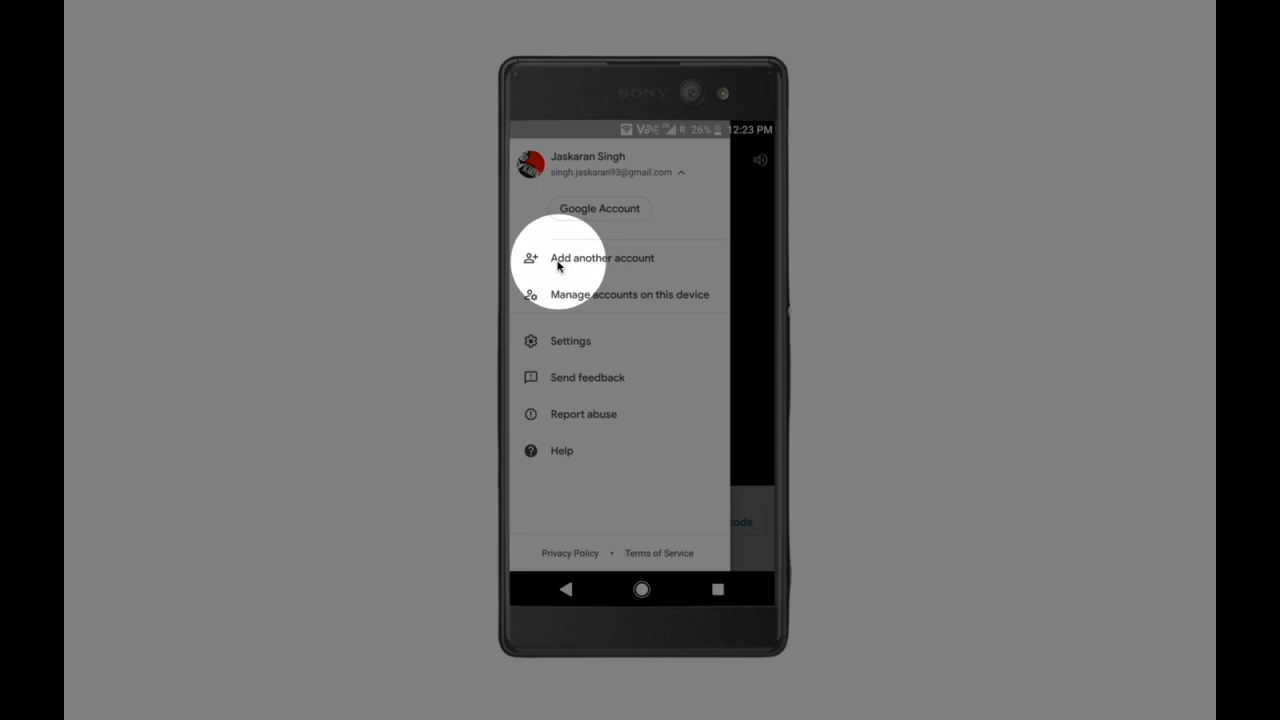 SONY
R 26% 12:23 PM
Jaskaran Singh
singh.jaskaran93@gmail.com
Google Account
Add another account
Manage accounts on this device
Settings
Send feedback
Report abuse
Help
code
Privacy Policy • Terms of Service